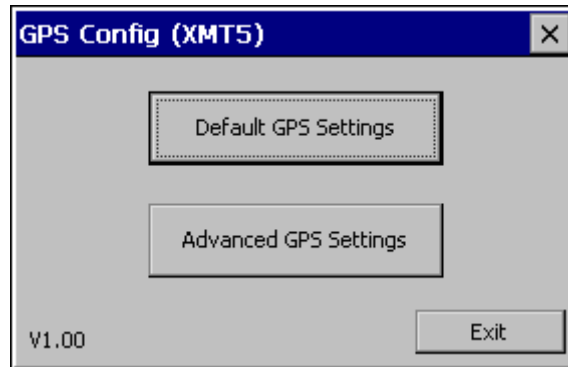 GPS Config (XMT5)
Default GPS Settings
Advanced GPS Settings
V1.00
Exit